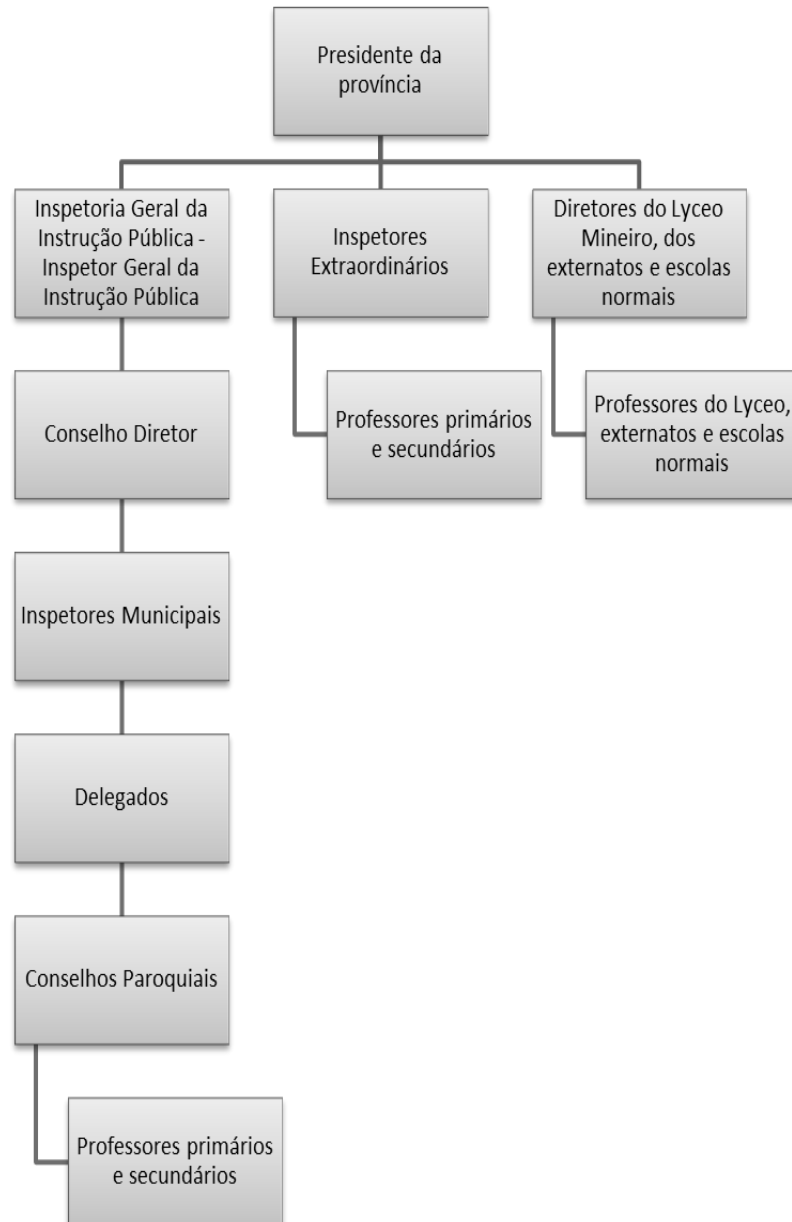 Presidente da
província
Inspetoria Geral da
Instrução Pública -
Inspetor Geral da
Instrução Pública
Inspetores
Extraordinários
Diretores do Lyceo
Mineiro, dos
externatos e escolas
normais
Conselho Diretor
Professores primários
e secundários
Professores do Lyceo,
externatos e escolas
normais
Inspetores Municipais
Delegados
Conselhos Paroquiais
Professores primários
e secundários